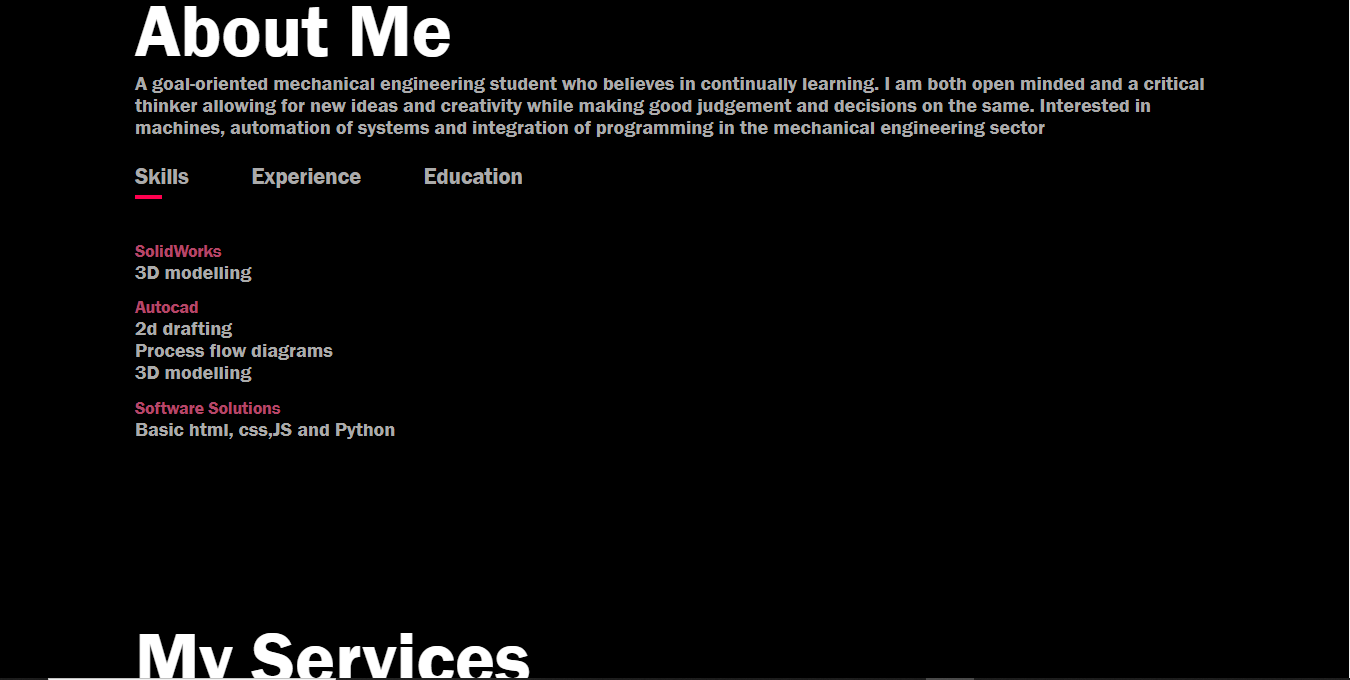 About Me
A goal-oriented mechanical engineering student who believes in continually learning. I am both open minded and a critical
thinker allowing for new ideas and creativity while making good judgement and decisions on the same. Interested in
machines, automation of systems and integration of programming in the mechanical engineering sector
Skills Experience Education
SolidWorks
3D modelling
Autocad
2d drafting
Process flow diagrams
3D modelling
Software Solutions
Basic html, css,JS and Python
My Services